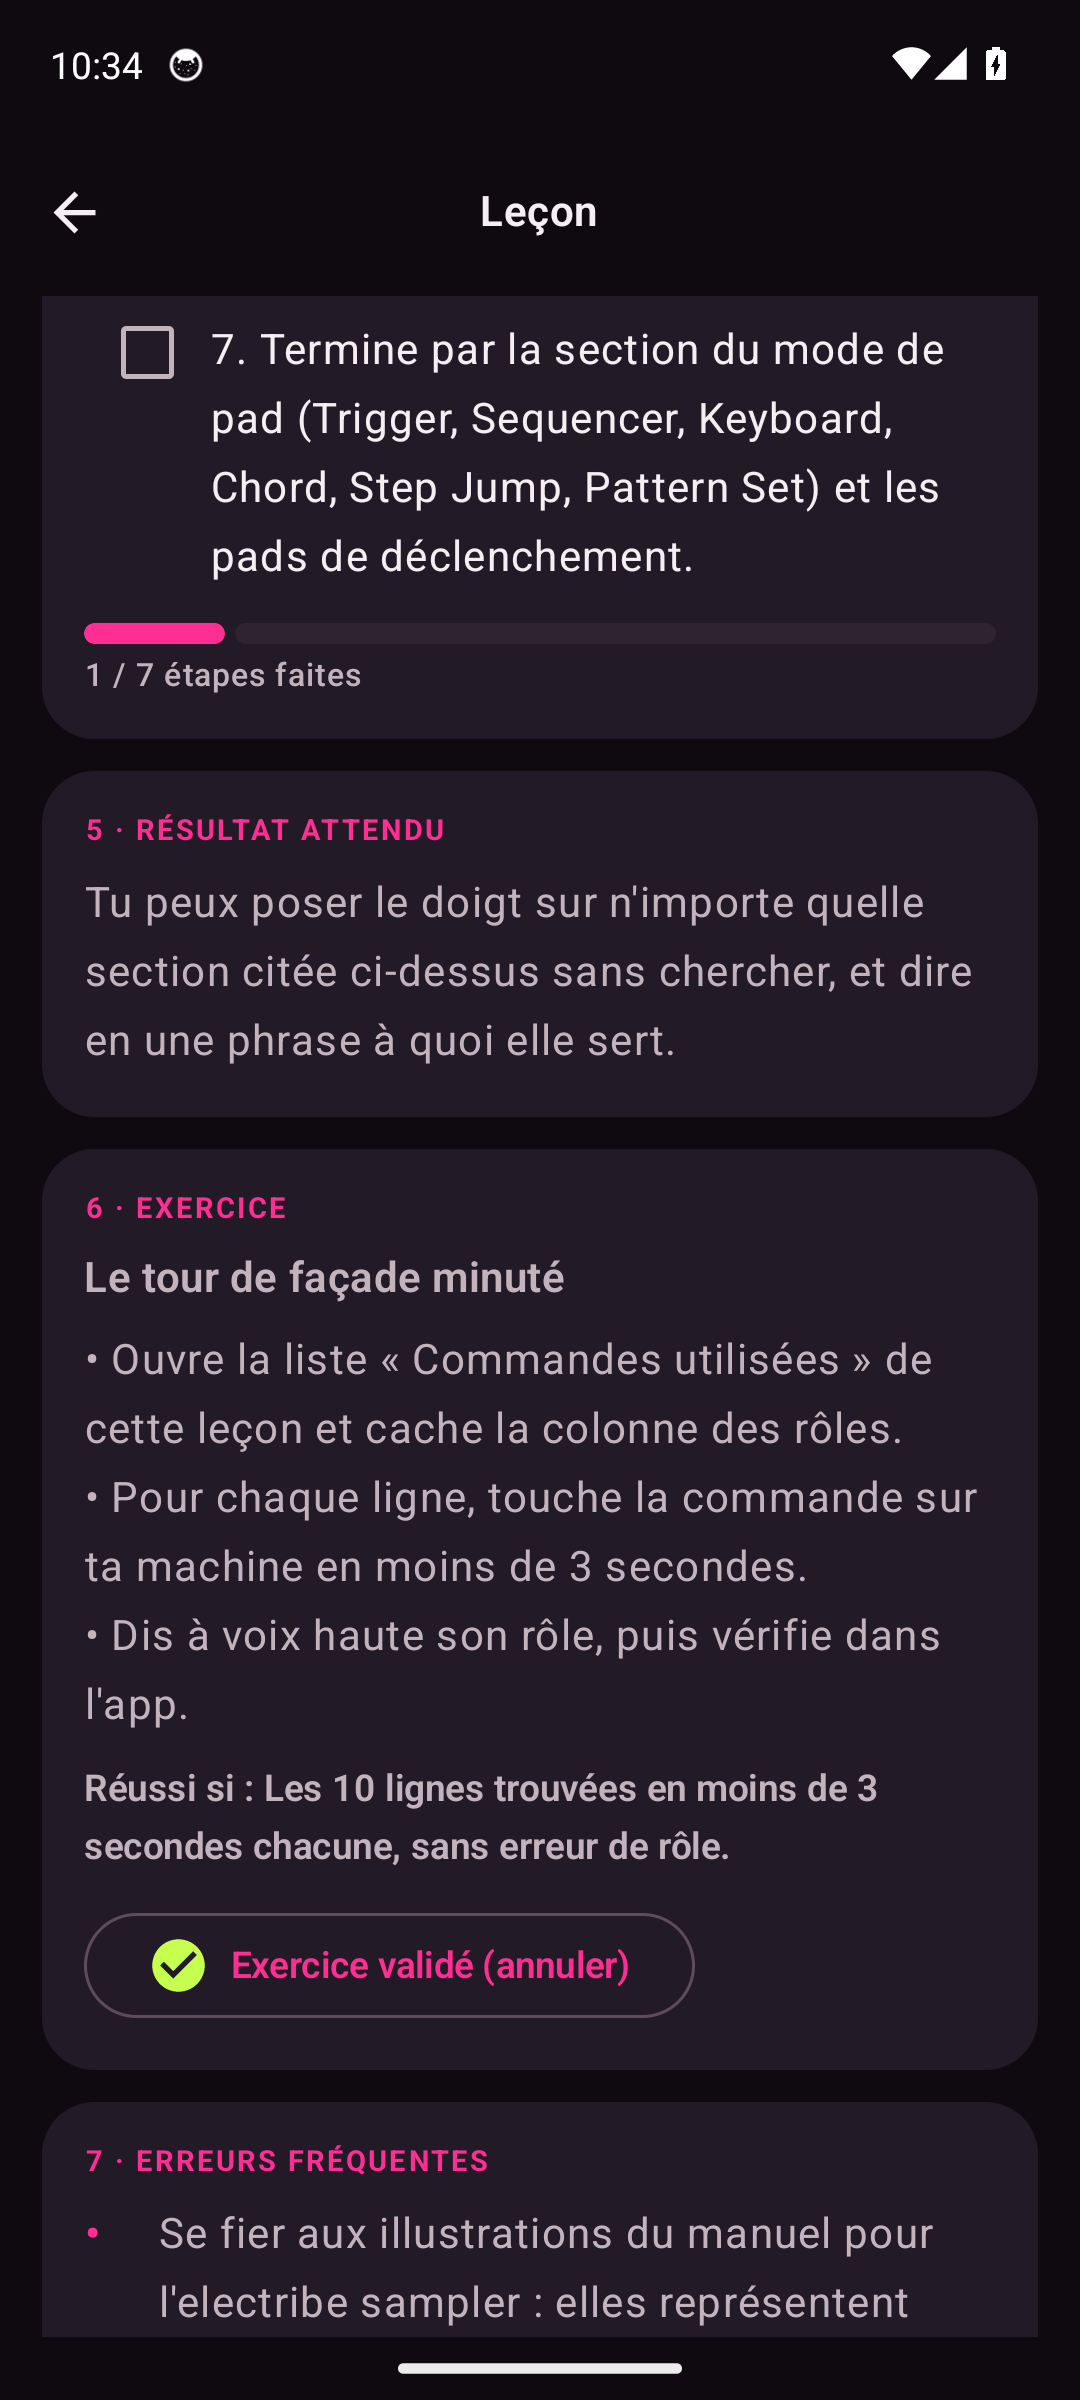 10:34
Leçon
7. Termine par la section du mode de
pad (Trigger, Sequencer, Keyboard,
Chord, Step Jump, Pattern Set) et les
pads de déclenchement.
1 / 7 étapes faites
5 · RÉSULTAT ATTENDU
Tu peux poser le doigt sur n'importe quelle
section citée ci-dessus sans chercher, et dire
en une phrase à quoi elle sert.
6 · EXERCICE
Le tour de façade minuté
• Ouvre la liste « Commandes utilisées » de
cette leçon et cache la colonne des rôles.
• Pour chaque ligne, touche la commande sur
ta machine en moins de 3 secondes.
• Dis à voix haute son rôle, puis vérifie dans
l'app.
Réussi si : Les 10 lignes trouvées en moins de 3
secondes chacune, sans erreur de rôle.
Exercice validé (annuler)
7 · ERREURS FRÉQUENTES
• Se fier aux illustrations du manuel pour
l'electribe sampler : elles représentent